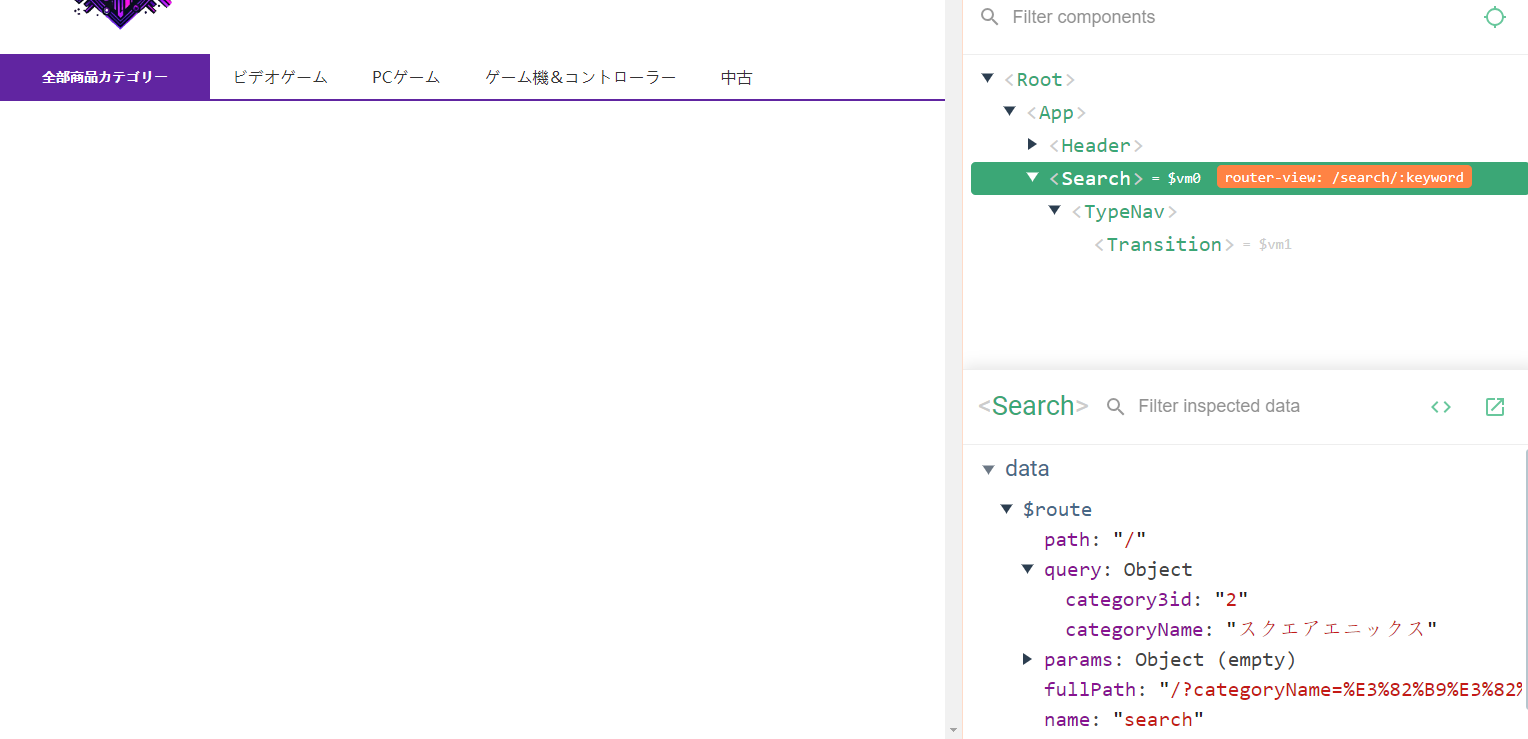 全部商品カテゴリー ビデオゲーム PCゲーム ゲーム機&コントローラー 中古
Filter components
<Root>
<App>
<Header>
<Search> = $vm0 router-view: /search/:keyword
<TypeNav>
<Transition> = $vm1
<Search> Filter inspected data
data
$route
path: "/"
query: Object
category3id: "2"
categoryName: "スクエアエニックス"
params: Object (empty)
fullPath: "/?categoryName=%E3%82%B9%E3%82%
name: "search"